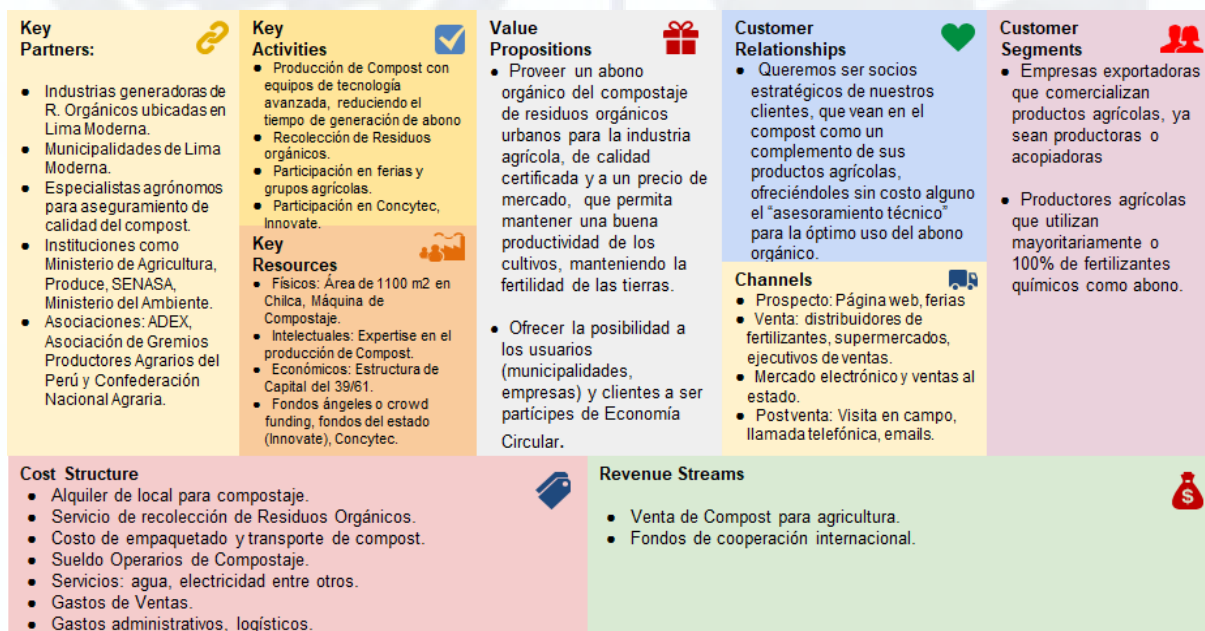 Key
Partners:
● Industrias generadoras de
R. Orgánicos ubicadas en
Lima Moderna.
● Municipalidades de Lima
Moderna.
● Especialistas agrónomos
para aseguramiento de
calidad del compost.
● Instituciones como
Ministerio de Agricultura,
Produce, SENASA,
Ministerio del Ambiente.
● Asociaciones: ADEX,
Asociación de Gremios
Productores Agrarios del
Perú y Confederación
Nacional Agraria.
Key
Activities
● Producción de Compost con
equipos de tecnología
avanzada, reduciendo el
tiempo de generación de abono
● Recolección de Residuos
orgánicos.
● Participación en ferias y
grupos agrícolas.
● Participación en Concytec,
Innovate.
Key
Resources
● Físicos: Área de 1100 m2 en
Chilca, Máquina de
Compostaje.
● Intelectuales: Expertise en el
producción de Compost.
● Económicos: Estructura de
Capital del 39/61.
● Fondos ángeles o crowd
funding, fondos del estado
(Innovate), Concytec.
Value
Propositions
● Proveer un abono
orgánico del compostaje
de residuos orgánicos
urbanos para la industria
agrícola, de calidad
certificada y a un precio de
mercado, que permita
mantener una buena
productividad de los
cultivos, manteniendo la
fertilidad de las tierras.
● Ofrecer la posibilidad a
los usuarios
(municipalidades,
empresas) y clientes a ser
partícipes de Economía
Circular.
Customer
Relationships
● Queremos ser socios
estratégicos de nuestros
clientes, que vean en el
compost como un
complemento de sus
productos agrícolas,
ofreciéndoles sin costo alguno
el “asesoramiento técnico”
para la óptimo uso del abono
orgánico.
Channels
● Prospecto: Página web, ferias
● Venta: distribuidores de
fertilizantes, supermercados,
ejecutivos de ventas.
● Mercado electrónico y ventas al
estado.
● Postventa: Visita en campo,
llamada telefónica, emails.
Customer
Segments
● Empresas exportadoras
que comercializan
productos agrícolas, ya
sean productoras o
acopiadoras
● Productores agrícolas
que utilizan
mayoritariamente o
100% de fertilizantes
químicos como abono.
Cost Structure
● Alquiler de local para compostaje.
● Servicio de recolección de Residuos Orgánicos.
● Costo de empaquetado y transporte de compost.
● Sueldo Operarios de Compostaje.
● Servicios: agua, electricidad entre otros.
● Gastos de Ventas.
● Gastos administrativos, logísticos.
Revenue Streams
● Venta de Compost para agricultura.
● Fondos de cooperación internacional.
$